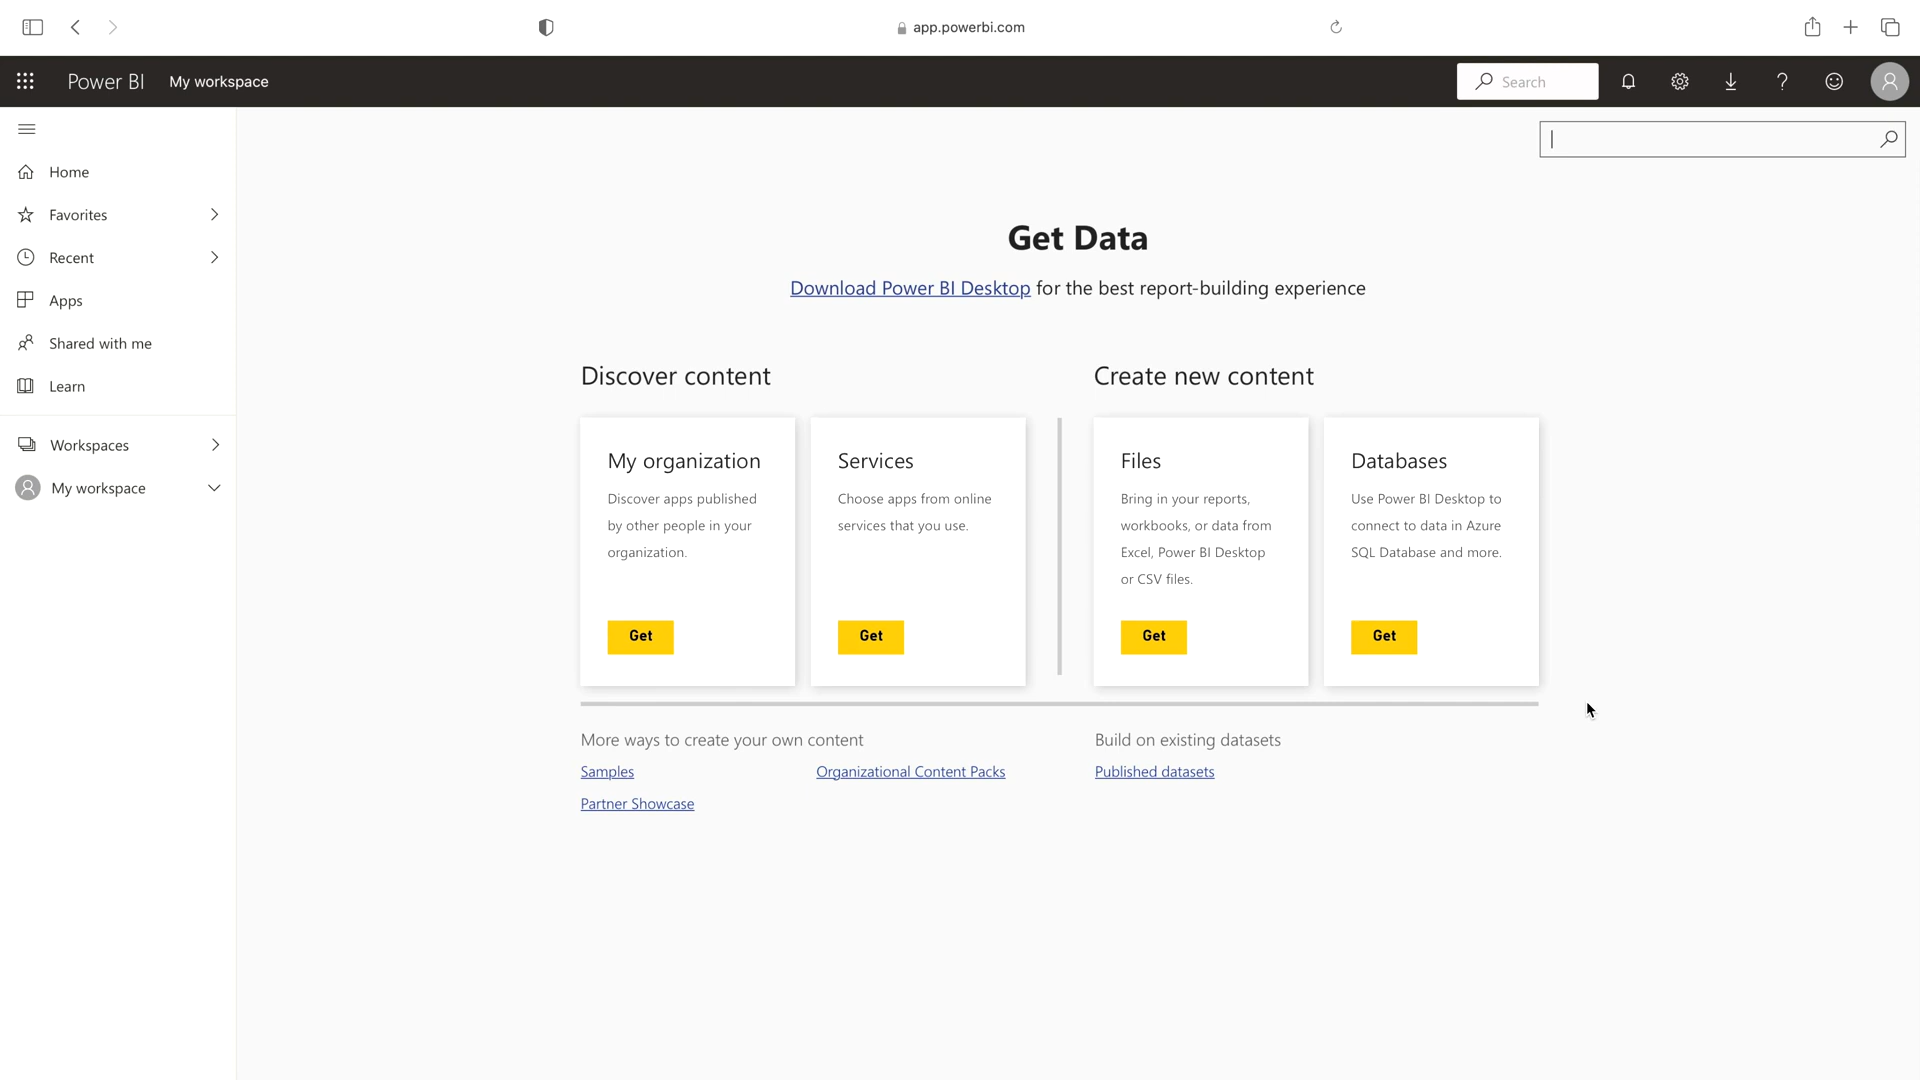 app.powerbi.com
Power BI
My workspace
Search
Home
Favorites
Recent
Apps
Shared with me
Learn
Workspaces
My workspace
Get Data
Download Power BI Desktop for the best report-building experience
Discover content
Create new content
My organization
Discover apps published
by other people in your
organization.
Get
Services
Choose apps from online
services that you use.
Get
Files
Bring in your reports,
workbooks, or data from
Excel, Power BI Desktop
or CSV files.
Get
Databases
Use Power BI Desktop to
connect to data in Azure
SQL Database and more.
Get
More ways to create your own content
Samples
Organizational Content Packs
Partner Showcase
Build on existing datasets
Published datasets